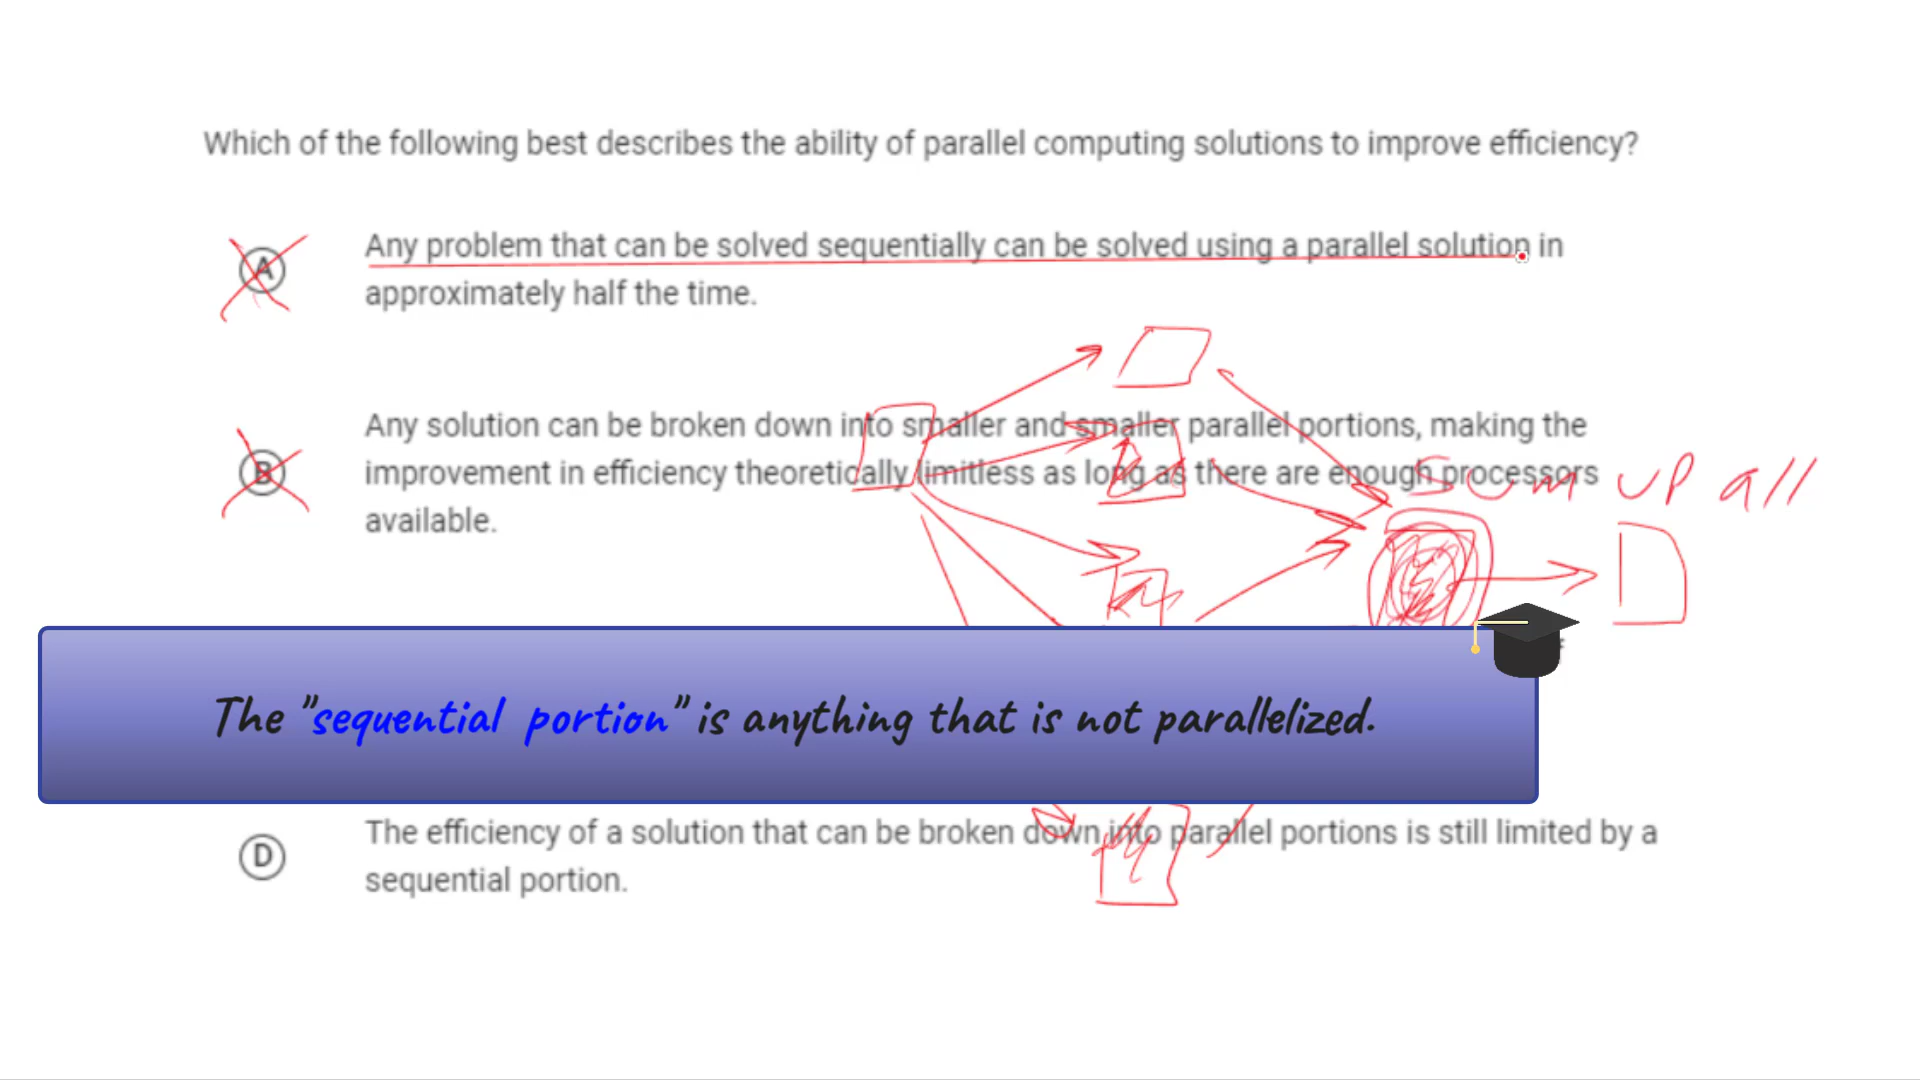 Which of the following best describes the ability of parallel computing solutions to improve efficiency?
A
Any problem that can be solved sequentially can be solved using a parallel solution in
approximately half the time.
B
Any solution can be broken down into smaller and smaller parallel portions, making the
improvement in efficiency theoretically limitless as long as there are enough processors
available.
Sum up all
The "sequential portion" is anything that is not parallelized.
D
The efficiency of a solution that can be broken down into parallel portions is still limited by a
sequential portion.